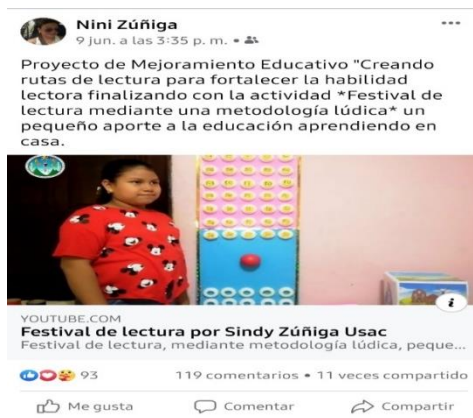 Nini Zúñiga
9 jun. a las 3:35 p. m. •
Proyecto de Mejoramiento Educativo "Creando
rutas de lectura para fortalecer la habilidad
lectora finalizando con la actividad *Festival de
lectura mediante una metodología lúdica* un
pequeño aporte a la educación aprendiendo en
casa.
YOUTUBE.COM
Festival de lectura por Sindy Zúñiga Usac
Festival de lectura, mediante metodología lúdica, peque...
93
119 comentarios • 11 veces compartido
Me gusta
Comentar
Compartir